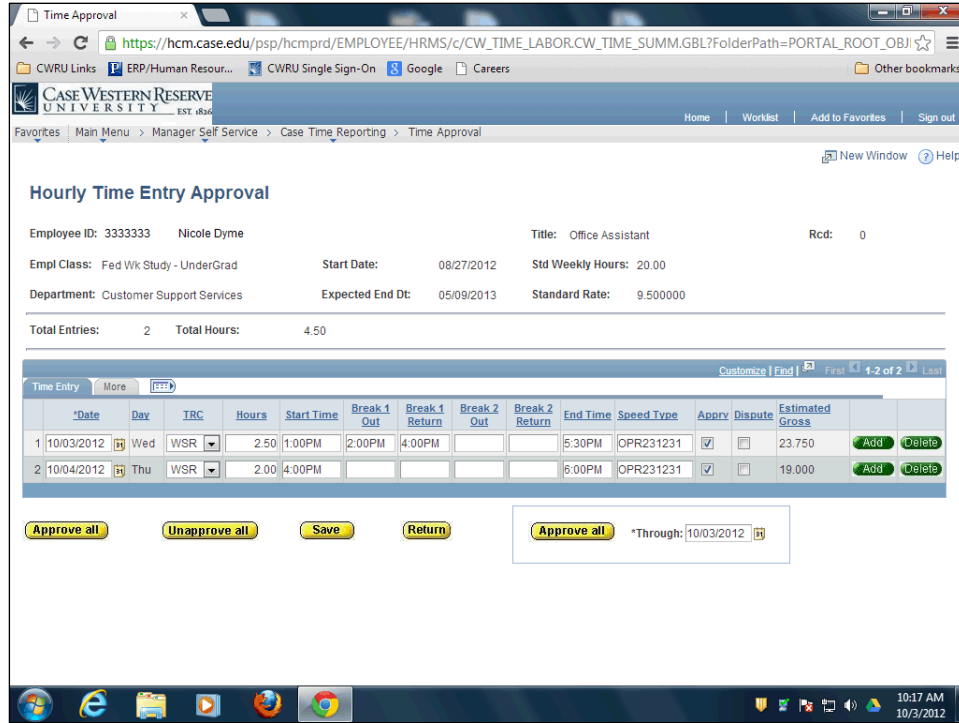 Time Approval
https://hcm.case.edu/psp/hcmprd/EMPLOYEE/HRMS/c/CW_TIME_LABOR.CW_TIME_SUMM.GBL?FolderPath=PORTAL_ROOT_OBJ
CWRU Links ERP/Human Resour... CWRU Single Sign-On Google Careers Other bookmarks
CASE WESTERN RESERVE
UNIVERSITY EST. 1826
Home | Worklist | Add to Favorites | Sign out
Favorites | Main Menu > Manager Self Service > Case Time Reporting > Time Approval
New Window ? Help
Hourly Time Entry Approval
Employee ID: 3333333 Nicole Dyme Title: Office Assistant Rcd: 0
Empl Class: Fed Wk Study - UnderGrad Start Date: 08/27/2012 Std Weekly Hours: 20.00
Department: Customer Support Services Expected End Dt: 05/09/2013 Standard Rate: 9.500000
Total Entries: 2 Total Hours: 4.50
Customize | Find | First 1-2 of 2 Last
Time Entry More
*Date Day TRC Hours Start Time Break 1 Out Break 1 Return Break 2 Out Break 2 Return End Time Speed Type Apprv Dispute Estimated Gross
1 10/03/2012 31 Wed WSR 2.50 1:00PM 2:00PM 4:00PM 5:30PM OPR231231 23.750 Add Delete
2 10/04/2012 31 Thu WSR 2.00 4:00PM 6:00PM OPR231231 19.000 Add Delete
Approve all Unapprove all Save Return Approve all *Through: 10/03/2012 31
10:17 AM
10/3/2012